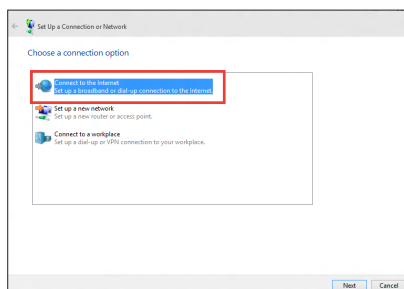 Set Up a Connection or Network
Choose a connection option
Connect to the Internet
Set up a broadband or dial-up connection to the Internet.
Set up a new network
Set up a new router or access point.
Connect to a workplace
Set up a dial-up or VPN connection to your workplace.
Next Cancel